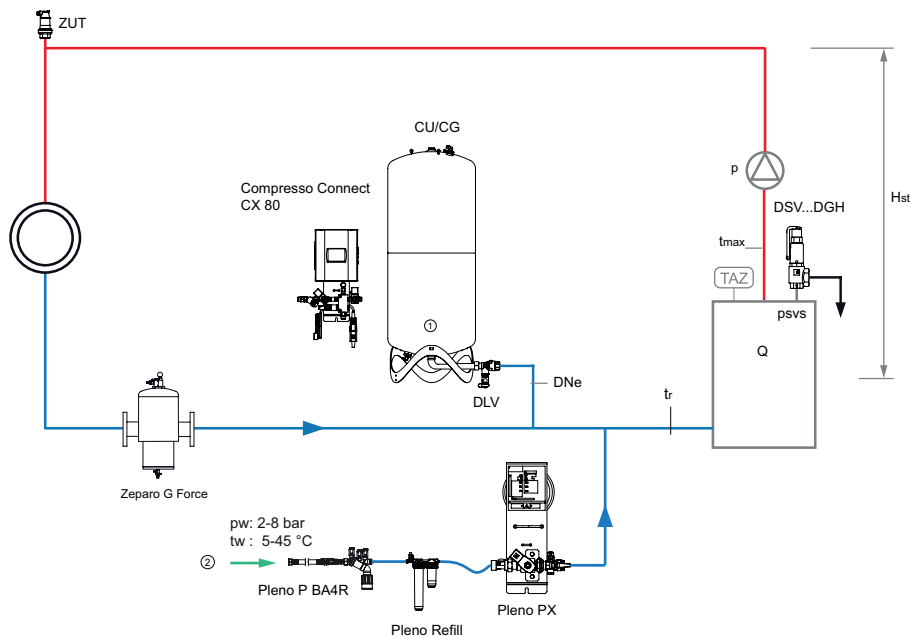 ZUT
CU/CG
Compresso Connect
CX 80
p
Hst
DSV...DGH
tmax
TAZ
psvs
1
Q
DNe
DLV
tr
Zeparo G Force
pw: 2-8 bar
tw : 5-45 °C
2
Pleno P BA4R
Pleno PX
Pleno Refill